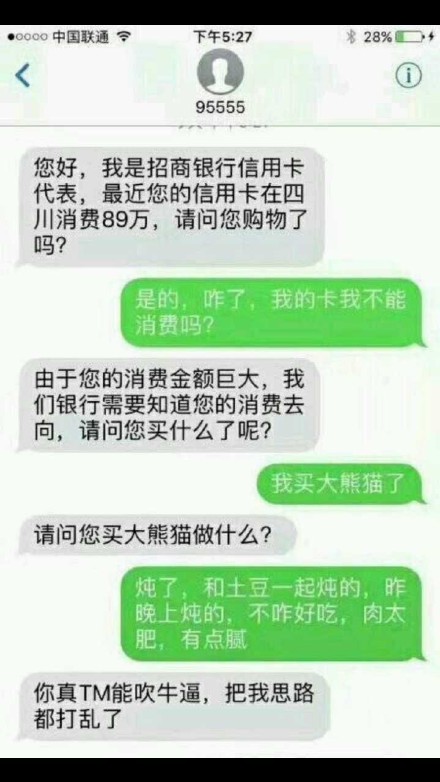 中国联通 下午5:27 28%
95555
您好，我是招商银行信用卡
代表，最近您的信用卡在四
川消费89万，请问您购物了
吗？
是的，咋了，我的卡我不能
消费吗？
由于您的消费金额巨大，我
们银行需要知道您的消费去
向，请问您买什么了呢？
我买大熊猫了
请问您买大熊猫做什么？
炖了，和土豆一起炖的，昨
晚上炖的，不咋好吃，肉太
肥，有点腻
你真TM能吹牛逼，把我思路
都打乱了